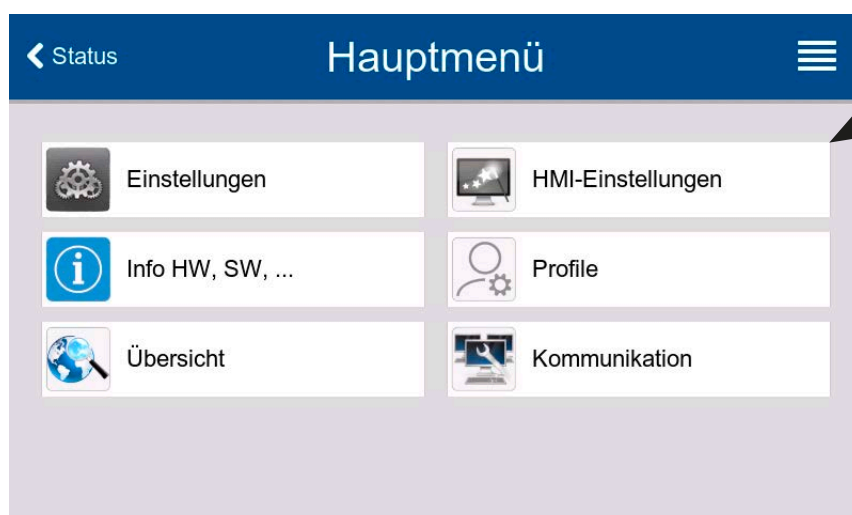 Status
Hauptmenü
Einstellungen
HMI-Einstellungen
Info HW, SW, ...
Profile
Übersicht
Kommunikation